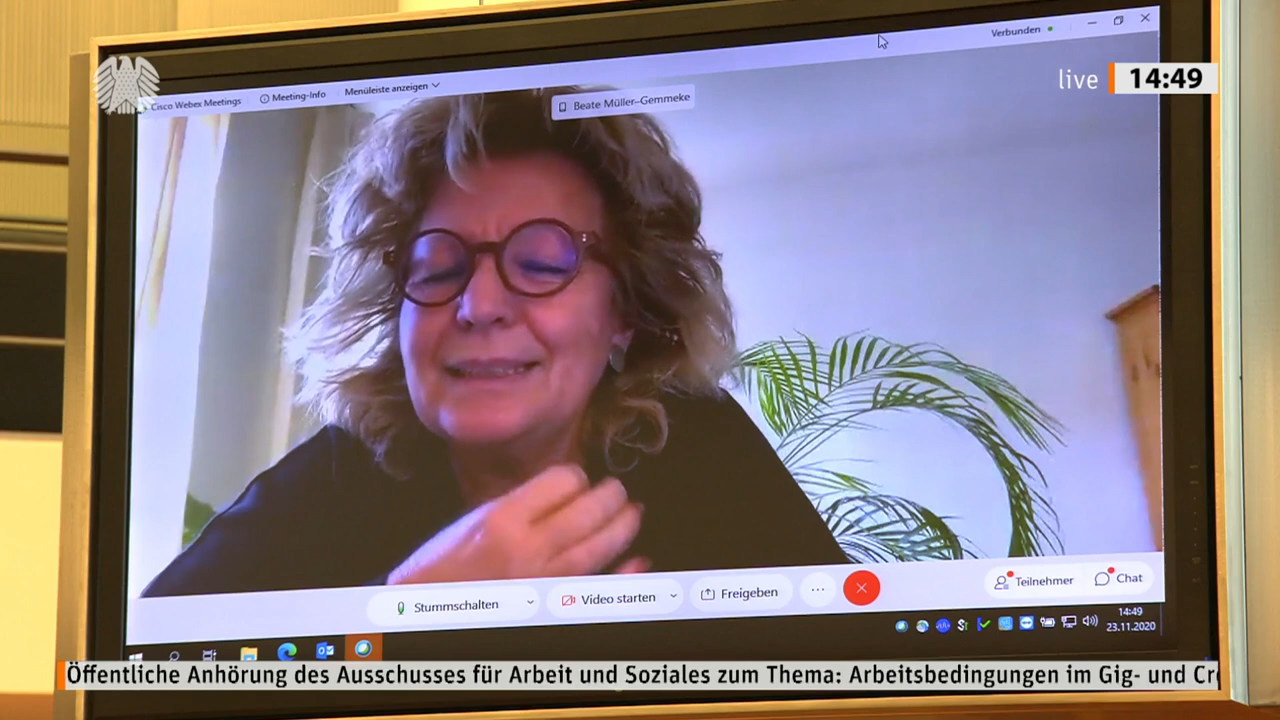 live 14:49
Verbunden
Cisco Webex Meetings Meeting-Info Menüleiste anzeigen
Beate Müller-Gemmeke
Stummschalten Video starten Freigeben ... Teilnehmer Chat
14:49
23.11.2020
Öffentliche Anhörung des Ausschusses für Arbeit und Soziales zum Thema: Arbeitsbedingungen im Gig- und Cr